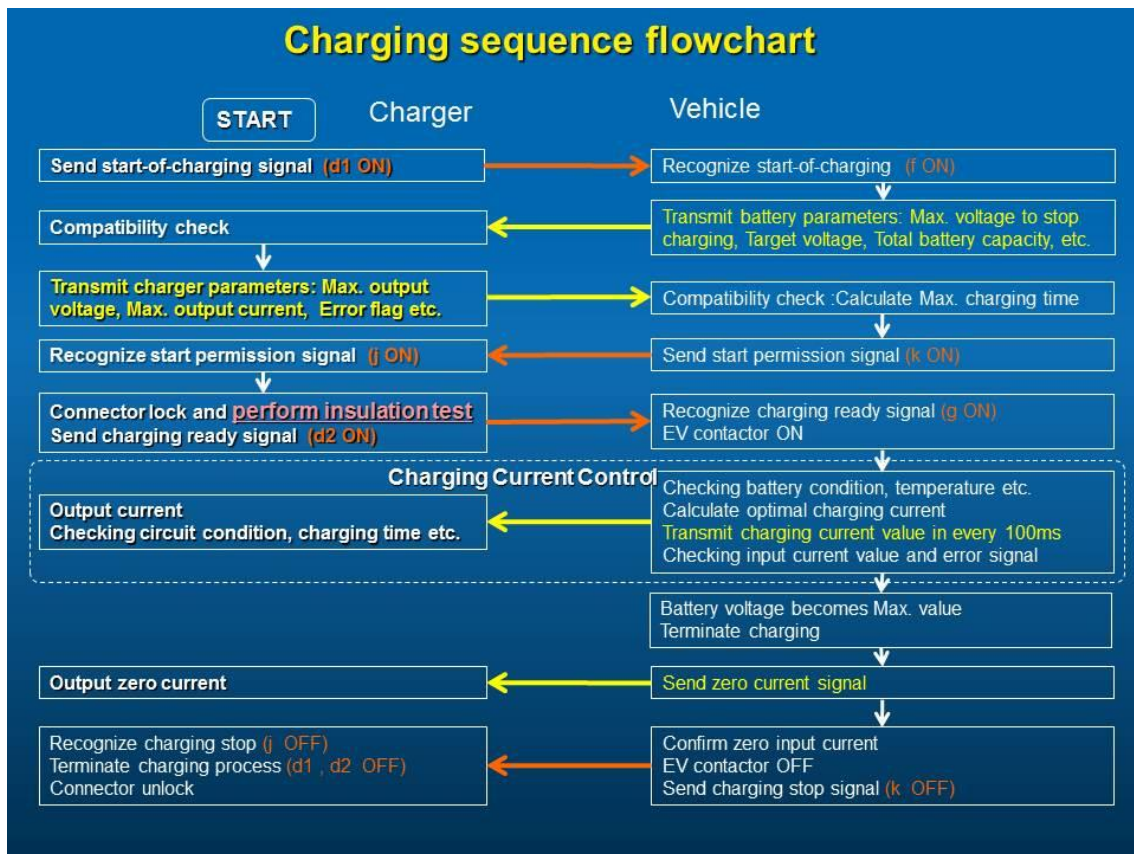 Charging sequence flowchart
START
Charger
Vehicle
Send start-of-charging signal (d1 ON)
Recognize start-of-charging (f ON)
Compatibility check
Transmit battery parameters: Max. voltage to stop
charging, Target voltage, Total battery capacity, etc.
Transmit charger parameters: Max. output
voltage, Max. output current, Error flag etc.
Compatibility check :Calculate Max. charging time
Recognize start permission signal (j ON)
Send start permission signal (k ON)
Connector lock and perform insulation test
Send charging ready signal (d2 ON)
Recognize charging ready signal (g ON)
EV contactor ON
Charging Current Control
Output current
Checking circuit condition, charging time etc.
Checking battery condition, temperature etc.
Calculate optimal charging current
Transmit charging current value in every 100ms
Checking input current value and error signal
Battery voltage becomes Max. value
Terminate charging
Output zero current
Send zero current signal
Recognize charging stop (j OFF)
Terminate charging process (d1 , d2 OFF)
Connector unlock
Confirm zero input current
EV contactor OFF
Send charging stop signal (k OFF)